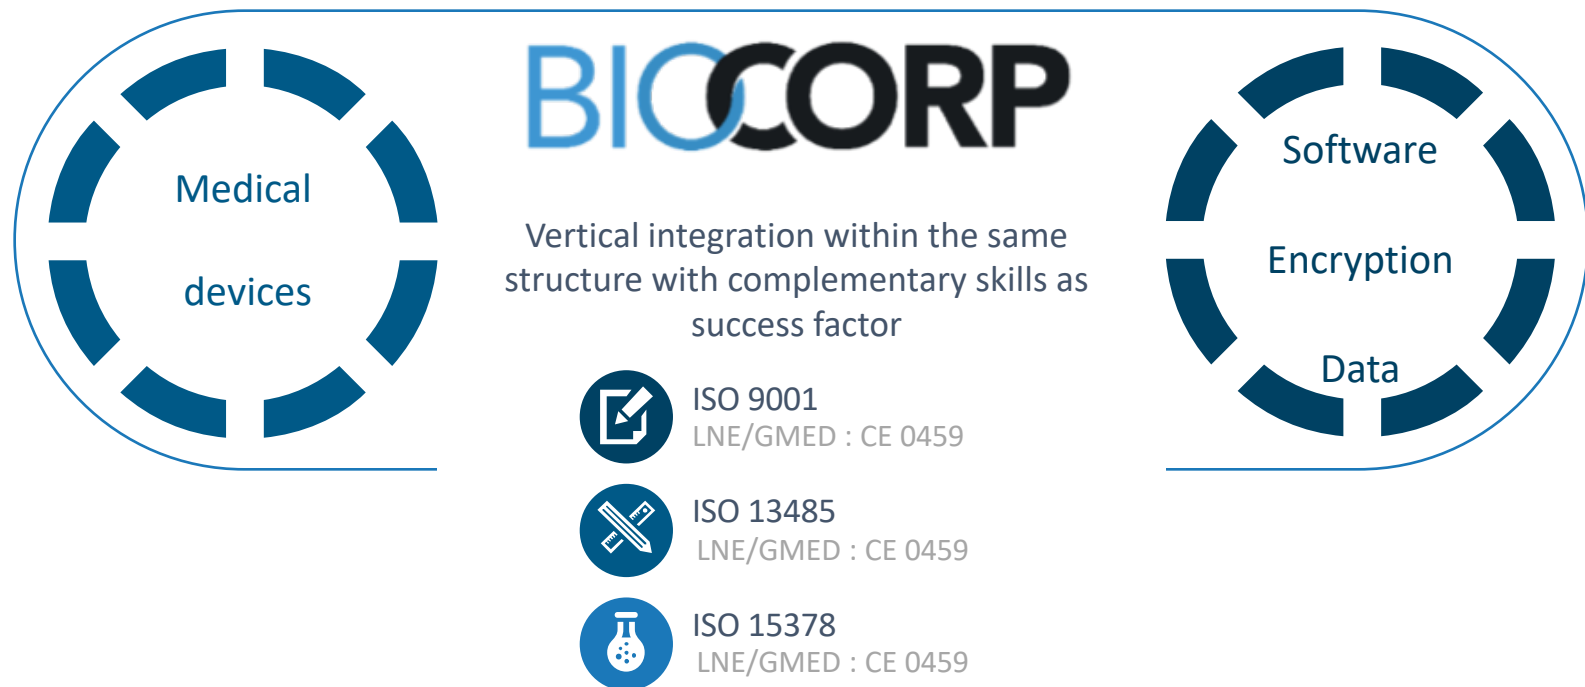 BIOCORP
Medical
devices
Vertical integration within the same
structure with complementary skills as
success factor
ISO 9001
LNE/GMED : CE 0459
ISO 13485
LNE/GMED : CE 0459
ISO 15378
LNE/GMED : CE 0459
Software
Encryption
Data